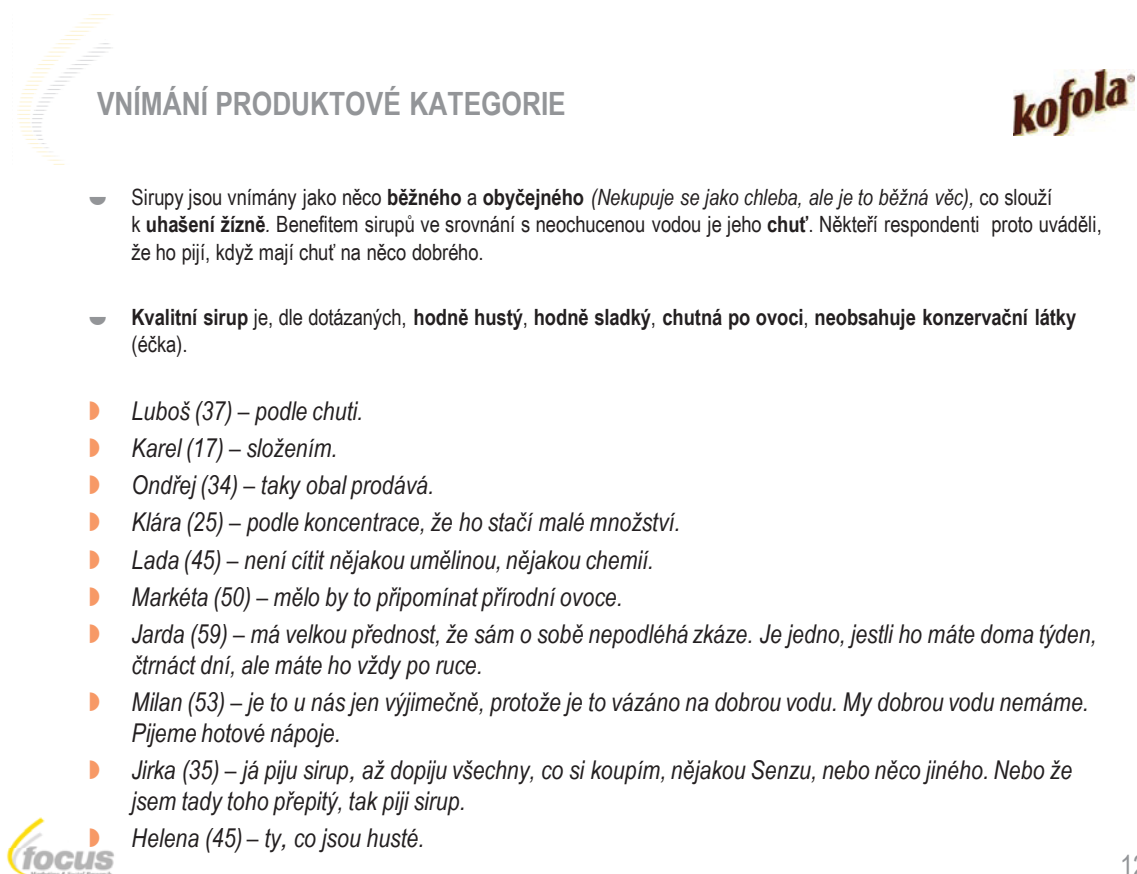 VNÍMÁNÍ PRODUKTOVÉ KATEGORIE
kofola
Sirupy jsou vnímány jako něco běžného a obyčejného (Nekupuje se jako chleba, ale je to běžná věc), co slouží
k uhašení žízně. Benefitem sirupů ve srovnání s neochucenou vodou je jeho chuť. Někteří respondenti proto uváděli,
že ho pijí, když mají chuť na něco dobrého.
Kvalitní sirup je, dle dotázaných, hodně hustý, hodně sladký, chutná po ovoci, neobsahuje konzervační látky
(éčka).
Luboš (37) – podle chuti.
Karel (17) – složením.
Ondřej (34) – taky obal prodává.
Klára (25) – podle koncentrace, že ho stačí malé množství.
Lada (45) – není cítit nějakou umělinou, nějakou chemií.
Markéta (50) – mělo by to připomínat přírodní ovoce.
Jarda (59) – má velkou přednost, že sám o sobě nepodléhá zkáze. Je jedno, jestli ho máte doma týden,
čtrnáct dní, ale máte ho vždy po ruce.
Milan (53) – je to u nás jen výjimečně, protože je to vázáno na dobrou vodu. My dobrou vodu nemáme.
Pijeme hotové nápoje.
Jirka (35) – já piju sirup, až dopiju všechny, co si koupím, nějakou Senzu, nebo něco jiného. Nebo že
jsem tady toho přepitý, tak piji sirup.
Helena (45) – ty, co jsou husté.
focus
12